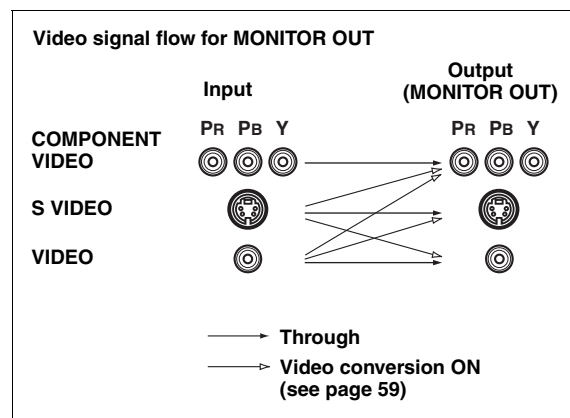 Video signal flow for MONITOR OUT
Input
Output
(MONITOR OUT)
PR PB Y
PR PB Y
COMPONENT
VIDEO
S VIDEO
VIDEO
Through
Video conversion ON
(see page 59)